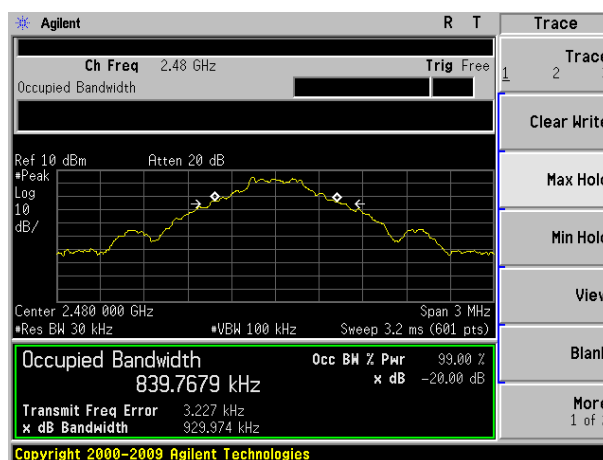 Agilent R T Trace
Ch Freq 2.48 GHz Trig Free
Occupied Bandwidth
Trace
1 2
Clear Write
Max Hold
Min Hold
View
Blank
More
1 of
Ref 10 dBm Atten 20 dB
#Peak
Log
10
dB/
Center 2.480 000 GHz Span 3 MHz
#Res BW 30 kHz #VBW 100 kHz Sweep 3.2 ms (601 pts)
Occupied Bandwidth
839.7679 kHz
Occ BW % Pwr 99.00 %
x dB -20.00 dB
Transmit Freq Error 3.227 kHz
x dB Bandwidth 929.974 kHz
Copyright 2000-2009 Agilent Technologies